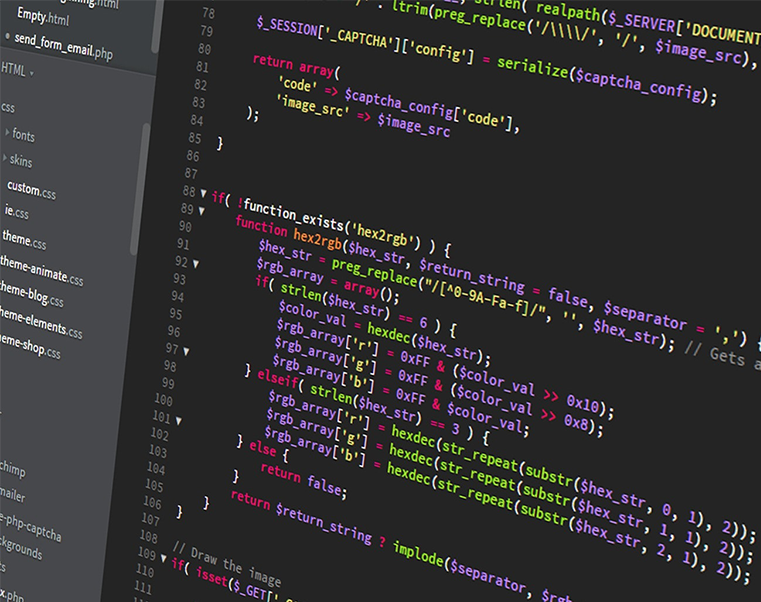 Empty.html
send_form_email.php
HTML
css
fonts
skins
custom.css
ie.css
theme.css
theme-animate.css
theme-blog.css
theme-elements.css
theme-shop.css
chimp
mailer
e-php-captcha
ckgrounds
x.php
78 ltrim(preg_replace('/\\\\/', '/', $image_src),
79 $_SESSION['_CAPTCHA']['config'] = serialize($captcha_config);
80
81 return array(
82 'code' => $captcha_config['code'],
83 'image_src' => $image_src
84 );
85 }
86
87
88 if( !function_exists('hex2rgb') ) {
89 function hex2rgb($hex_str, $return_string = false, $separator = ',') {
90 $hex_str = preg_replace("/[^0-9A-Fa-f]/", '', $hex_str); // Gets a
91 $rgb_array = array();
92 if( strlen($hex_str) == 6 ) {
93 $color_val = hexdec($hex_str);
94 $rgb_array['r'] = 0xFF & ($color_val >> 0x10);
95 $rgb_array['g'] = 0xFF & ($color_val >> 0x8);
96 $rgb_array['b'] = 0xFF & $color_val;
97 } elseif( strlen($hex_str) == 3 ) {
98 $rgb_array['r'] = hexdec(str_repeat(substr($hex_str, 0, 1), 2));
99 $rgb_array['g'] = hexdec(str_repeat(substr($hex_str, 1, 1), 2));
100 $rgb_array['b'] = hexdec(str_repeat(substr($hex_str, 2, 1), 2));
101 } else {
102 return false;
103 }
104 return $return_string ? implode($separator, $rgb
105 }
106 }
107
108 // Draw the image
109 if( isset($_GET['
110
111